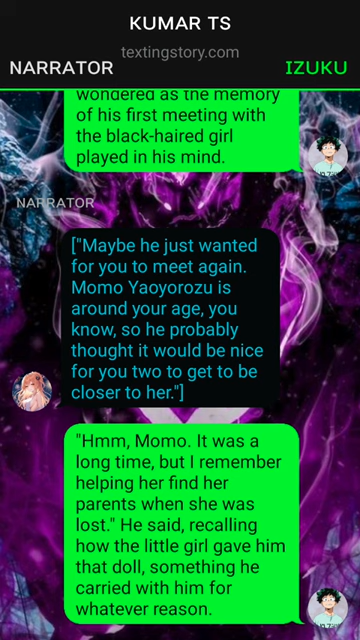 KUMAR TS
textingstory.com
NARRATOR
IZUKU
wondered as the memory
of his first meeting with
the black-haired girl
played in his mind.
NARRATOR
["Maybe he just wanted
for you to meet again.
Momo Yaoyorozu is
around your age, you
know, so he probably
thought it would be nice
for you two to get to be
closer to her."]
"Hmm, Momo. It was a
long time, but I remember
helping her find her
parents when she was
lost." He said, recalling
how the little girl gave him
that doll, something he
carried with him for
whatever reason.